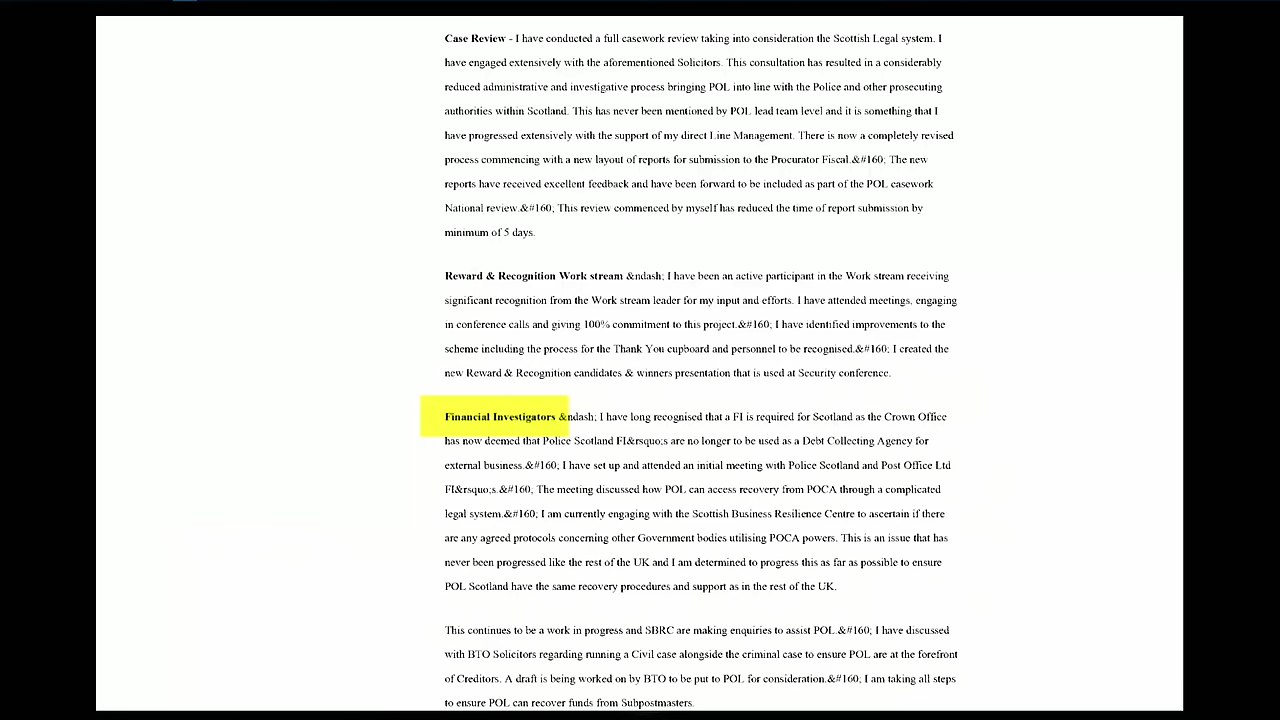 Case Review - I have conducted a full casework review taking into consideration the Scottish Legal system. I
have engaged extensively with the aforementioned Solicitors. This consultation has resulted in a considerably
reduced administrative and investigative process bringing POL into line with the Police and other prosecuting
authorities within Scotland. This has never been mentioned by POL lead team level and it is something that I
have progressed extensively with the support of my direct Line Management. There is now a completely revised
process commencing with a new layout of reports for submission to the Procurator Fiscal.&#160; The new
reports have received excellent feedback and have been forward to be included as part of the POL casework
National review.&#160; This review commenced by myself has reduced the time of report submission by
minimum of 5 days.
Reward & Recognition Work stream &ndash; I have been an active participant in the Work stream receiving
significant recognition from the Work stream leader for my input and efforts. I have attended meetings, engaging
in conference calls and giving 100% commitment to this project.&#160; I have identified improvements to the
scheme including the process for the Thank You cupboard and personnel to be recognised.&#160; I created the
new Reward & Recognition candidates & winners presentation that is used at Security conference.
Financial Investigators &ndash; I have long recognised that a FI is required for Scotland as the Crown Office
has now deemed that Police Scotland FI&rsquo;s are no longer to be used as a Debt Collecting Agency for
external business.&#160; I have set up and attended an initial meeting with Police Scotland and Post Office Ltd
FI&rsquo;s.&#160; The meeting discussed how POL can access recovery from POCA through a complicated
legal system.&#160; I am currently engaging with the Scottish Business Resilience Centre to ascertain if there
are any agreed protocols concerning other Government bodies utilising POCA powers. This is an issue that has
never been progressed like the rest of the UK and I am determined to progress this as far as possible to ensure
POL Scotland have the same recovery procedures and support as in the rest of the UK.
This continues to be a work in progress and SBRC are making enquiries to assist POL.&#160; I have discussed
with BTO Solicitors regarding running a Civil case alongside the criminal case to ensure POL are at the forefront
of Creditors. A draft is being worked on by BTO to be put to POL for consideration.&#160; I am taking all steps
to ensure POL can recover funds from Subpostmasters.